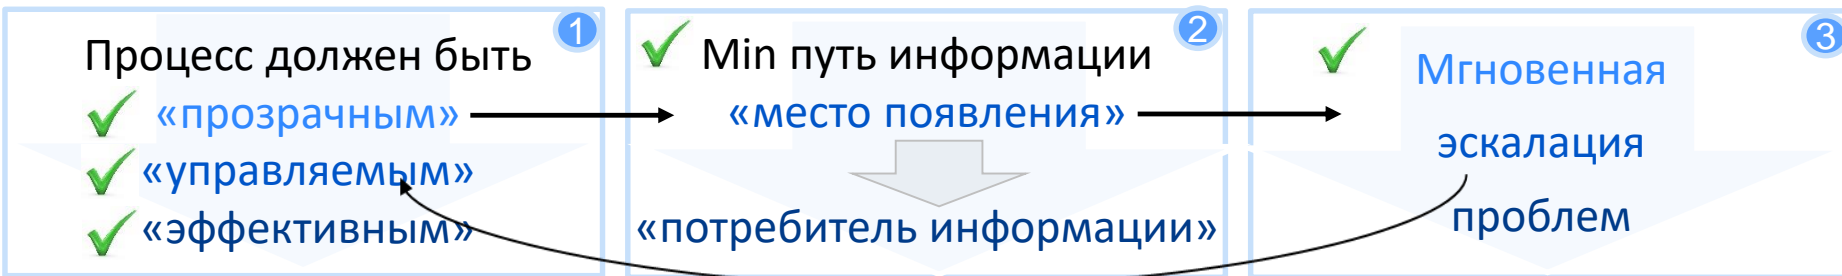 1
Процесс должен быть
«прозрачным»
«управляемым»
«эффективным»
2
Min путь информации
«место появления»
«потребитель информации»
3
Мгновенная
эскалация
проблем